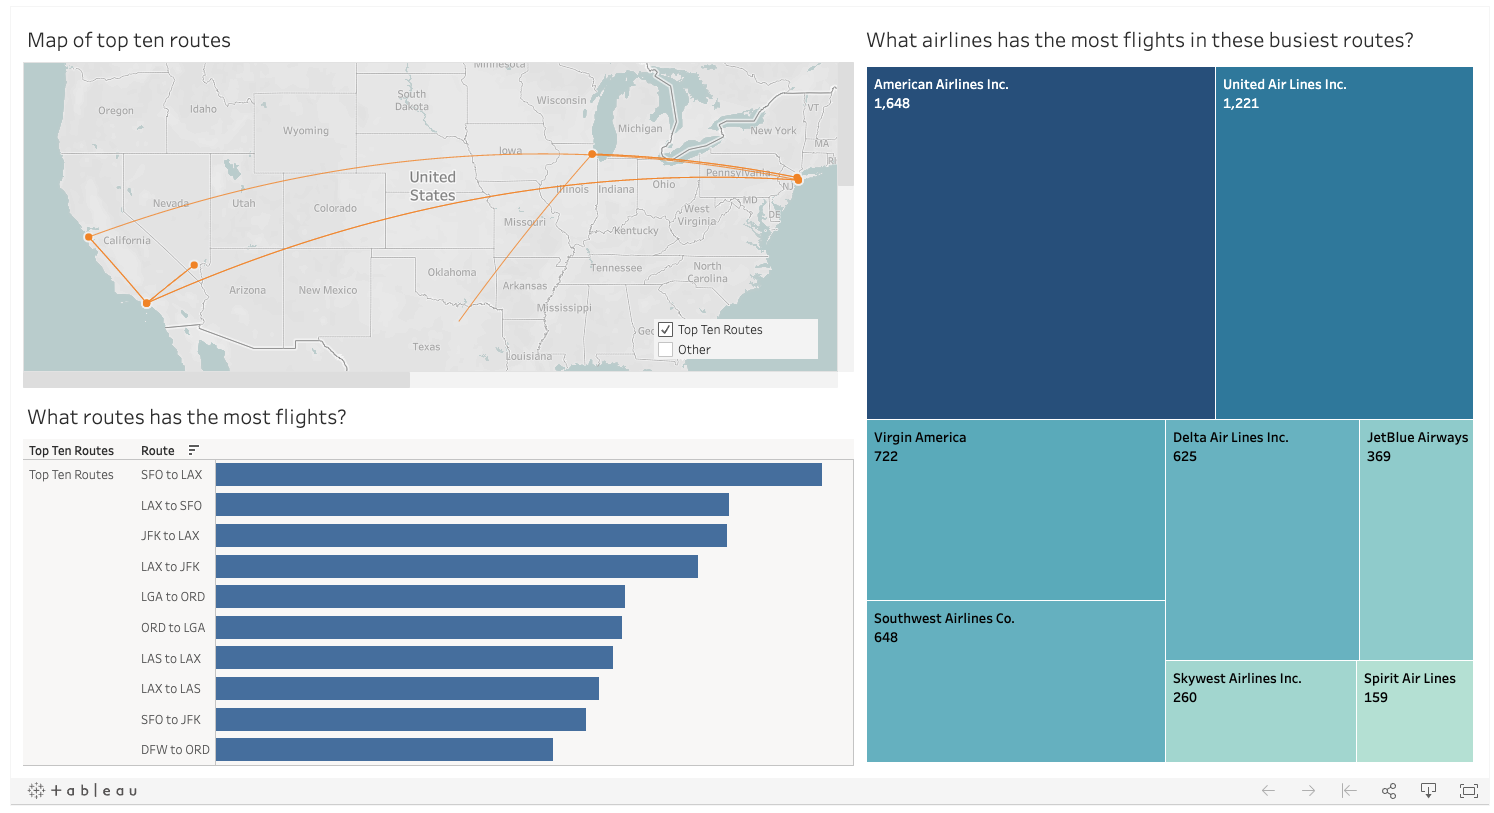 Map of top ten routes
Minnesota
Oregon
Idaho
South
Dakota
Wisconsin
Wyoming
Michigan
VT
New York
MA
Iowa
Nevada
Utah
Colorado
United
States
Illinois
Indiana
Ohio
Pennsylvania
NJ
MD
DE
RI
California
Missouri
West
Virginia
Kentucky
Arizona
New Mexico
Oklahoma
Arkansas
Tennessee
North
Carolina
Mississippi
Texas
Louisiana
Geo
Top Ten Routes
Other
What routes has the most flights?
Top Ten Routes Route
Top Ten Routes SFO to LAX
LAX to SFO
JFK to LAX
LAX to JFK
LGA to ORD
ORD to LGA
LAS to LAX
LAX to LAS
SFO to JFK
DFW to ORD
What airlines has the most flights in these busiest routes?
American Airlines Inc.
1,648
United Air Lines Inc.
1,221
Virgin America
722
Delta Air Lines Inc.
625
JetBlue Airways
369
Southwest Airlines Co.
648
Skywest Airlines Inc.
260
Spirit Air Lines
159
+ableau